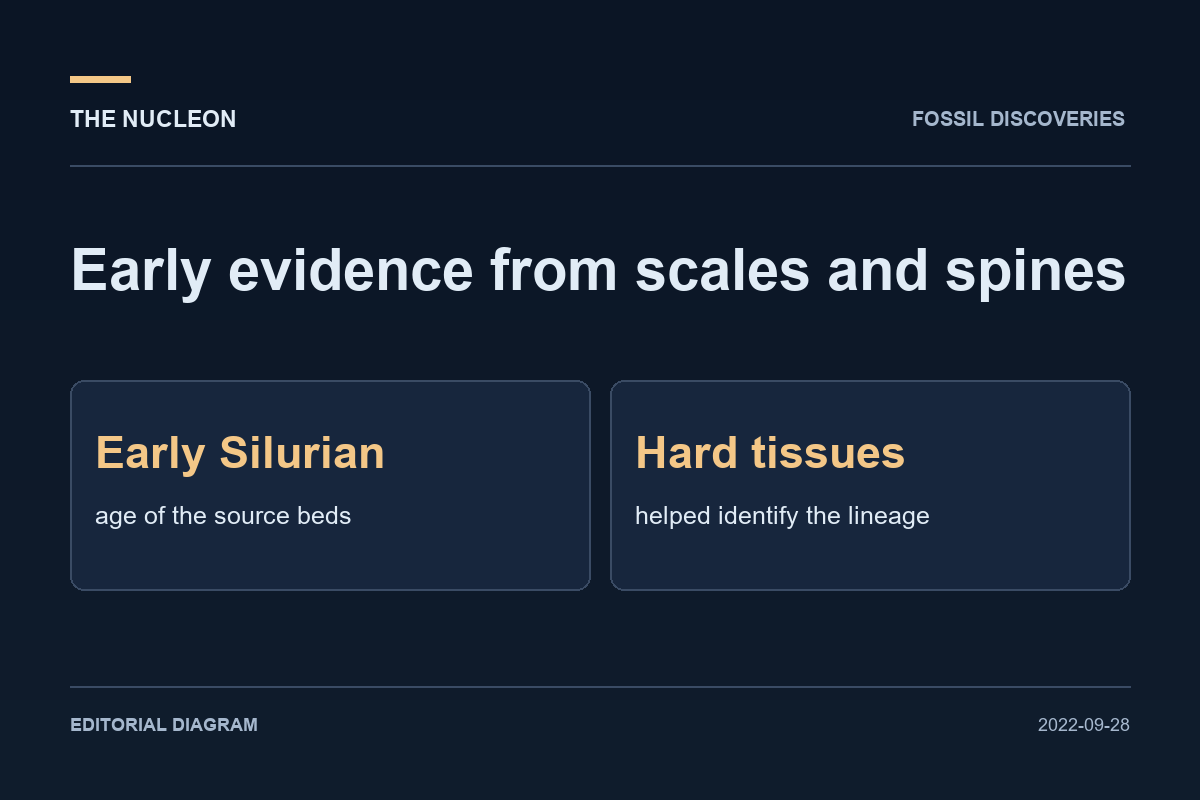 THE NUCLEON
FOSSIL DISCOVERIES
Early evidence from scales and spines
Early Silurian
age of the source beds
Hard tissues
helped identify the lineage
EDITORIAL DIAGRAM
2022-09-28